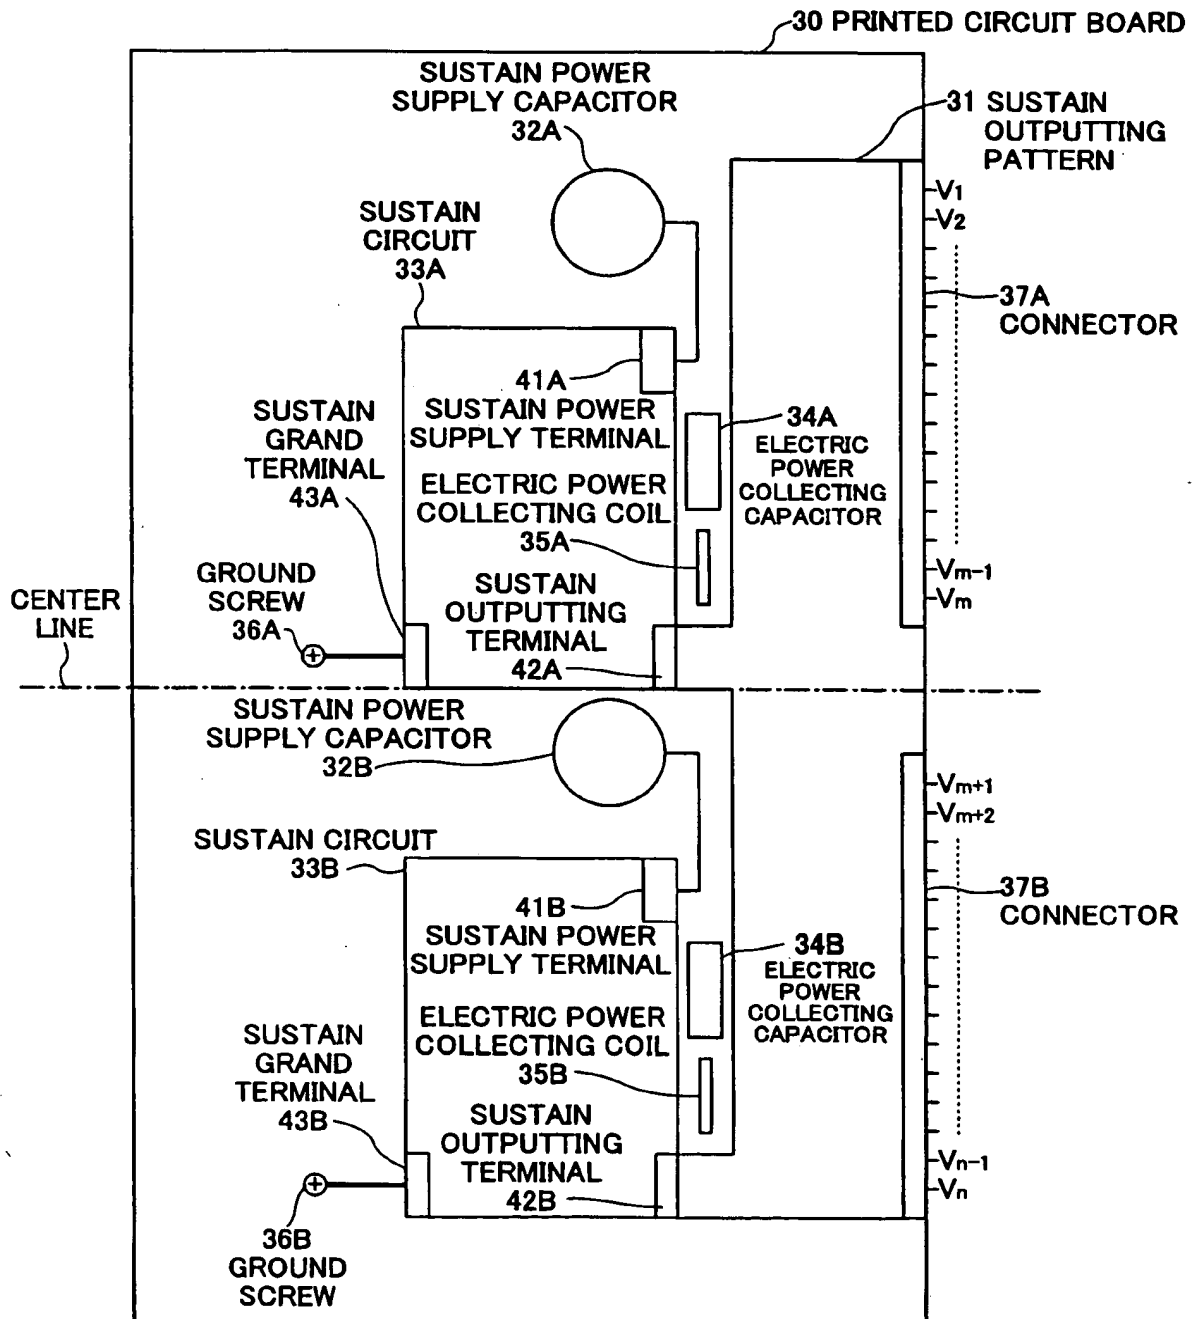 30 PRINTED CIRCUIT BOARD
SUSTAIN POWER
SUPPLY CAPACITOR
32A
31 SUSTAIN
OUTPUTTING
PATTERN
V1
V2
SUSTAIN
CIRCUIT
33A
37A
CONNECTOR
41A
SUSTAIN POWER
SUPPLY TERMINAL
SUSTAIN
GRAND
TERMINAL
43A
34A
ELECTRIC
POWER
COLLECTING
CAPACITOR
ELECTRIC POWER
COLLECTING COIL
35A
GROUND
SCREW
36A
SUSTAIN
OUTPUTTING
TERMINAL
42A
Vm-1
Vm
CENTER
LINE
SUSTAIN POWER
SUPPLY CAPACITOR
32B
Vm+1
Vm+2
SUSTAIN CIRCUIT
33B
37B
CONNECTOR
41B
SUSTAIN POWER
SUPPLY TERMINAL
34B
ELECTRIC
POWER
COLLECTING
CAPACITOR
ELECTRIC POWER
COLLECTING COIL
35B
SUSTAIN
GRAND
TERMINAL
43B
SUSTAIN
OUTPUTTING
TERMINAL
42B
Vn-1
Vn
36B
GROUND
SCREW